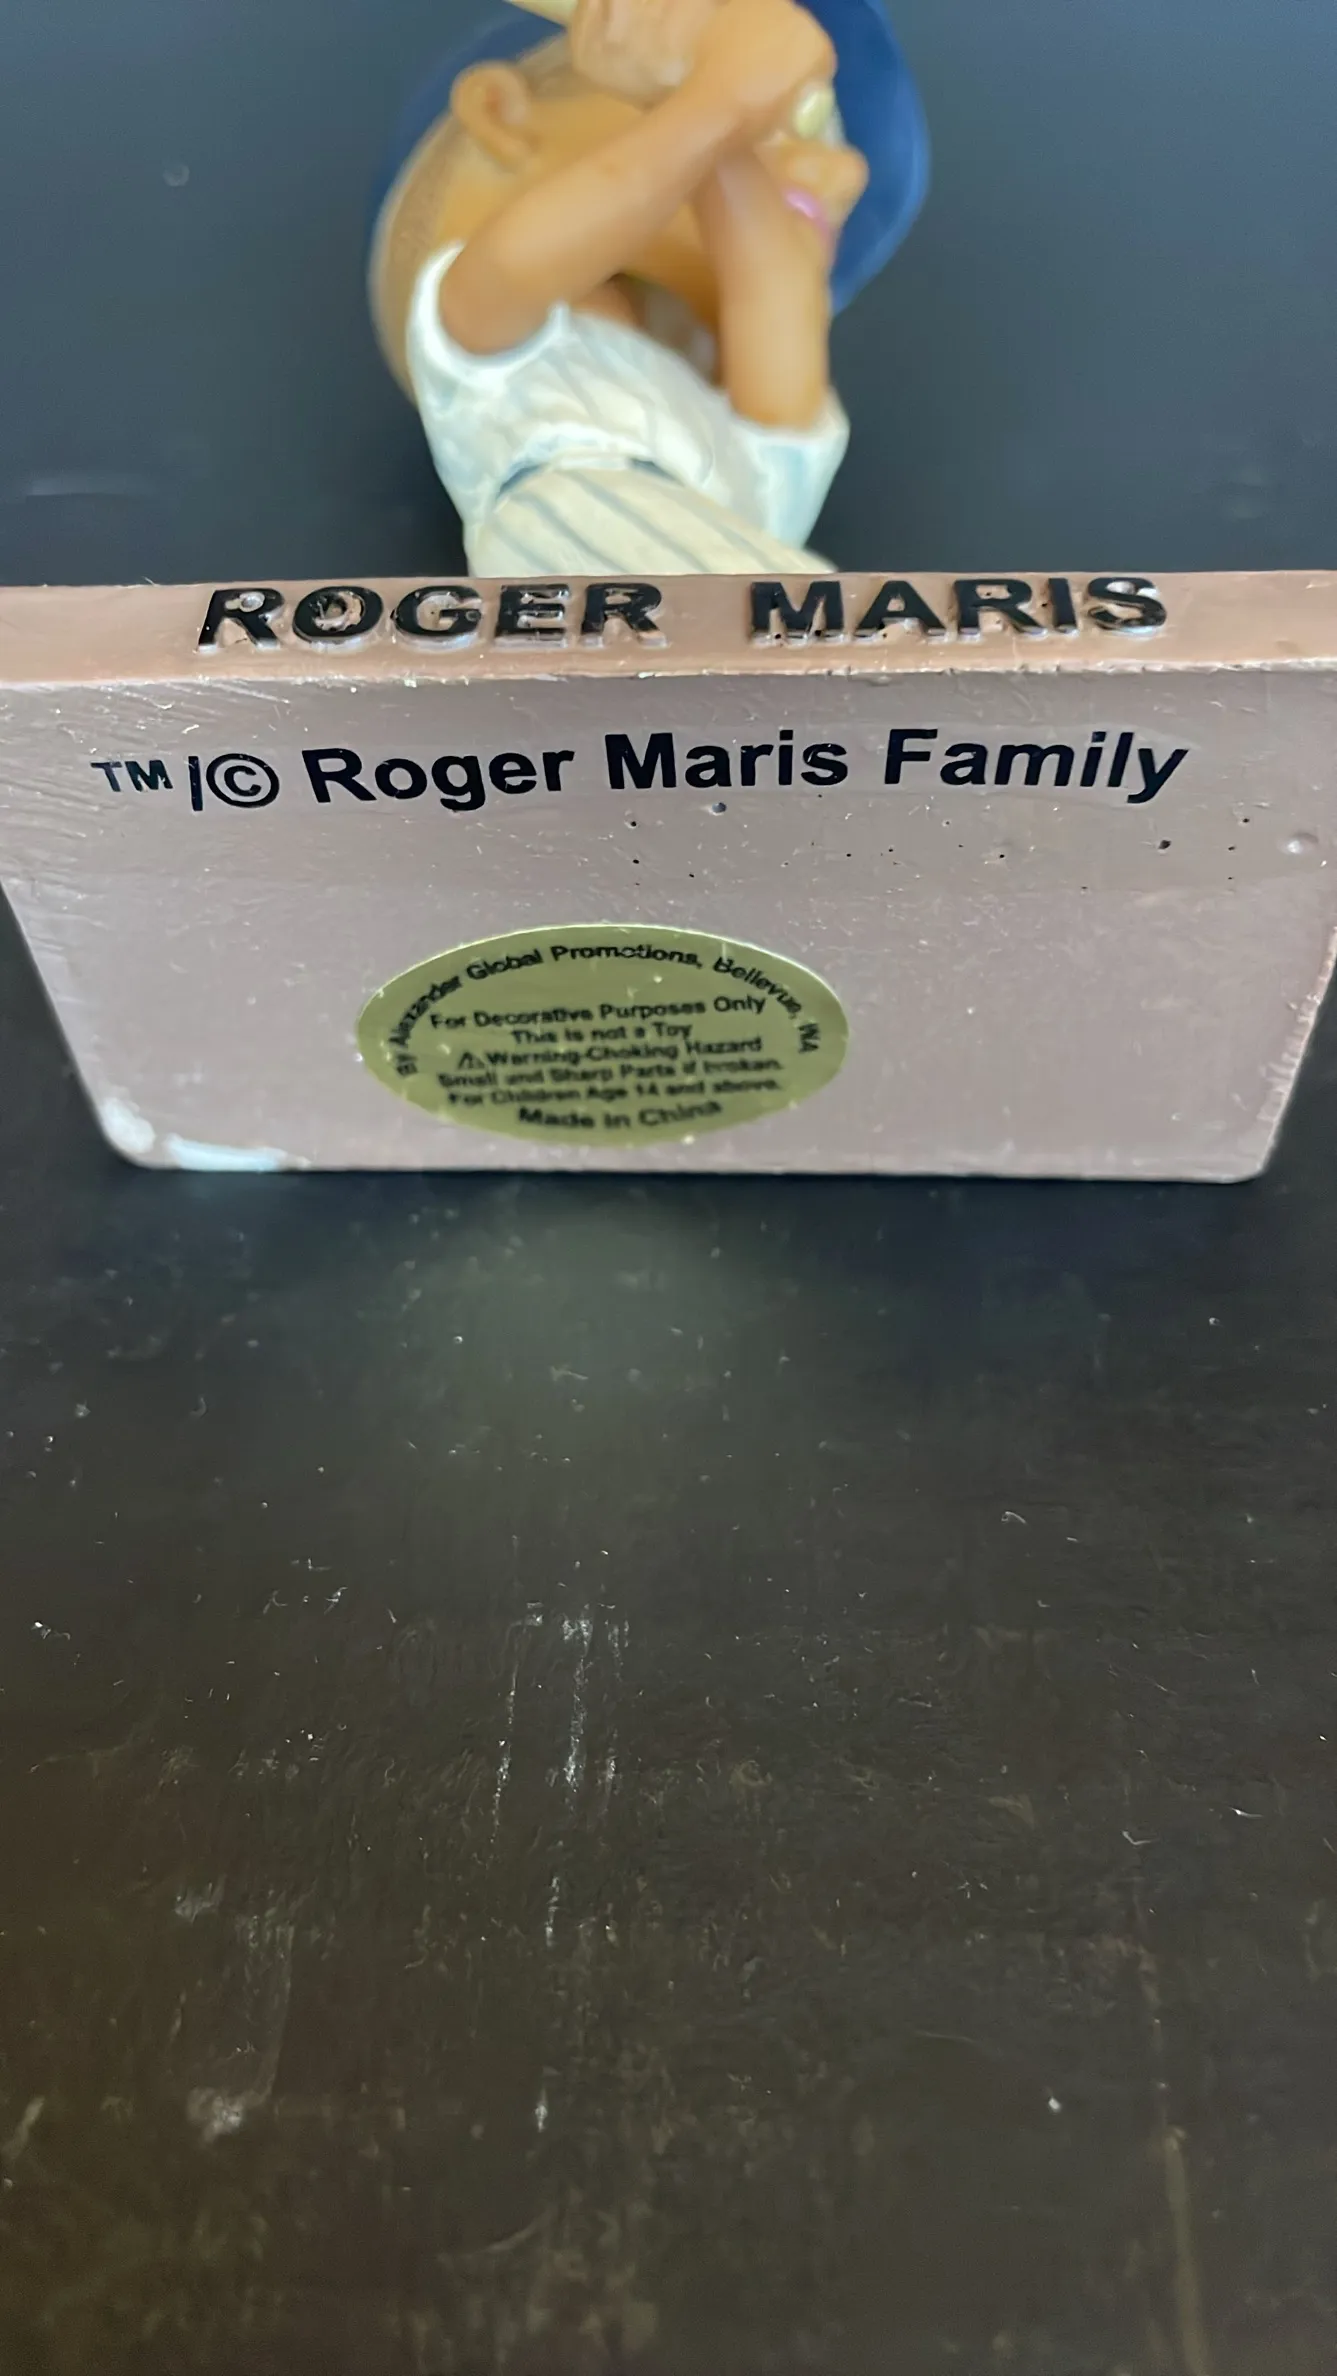 ROGER MARIS
™/© Roger Maris Family
By Alexander Global Promotions, Bellevue, WA
For Decorative Purposes Only
This is not a Toy
⚠ Warning-Choking Hazard
Small and Sharp Parts if broken.
For Children Age 14 and above.
Made in China